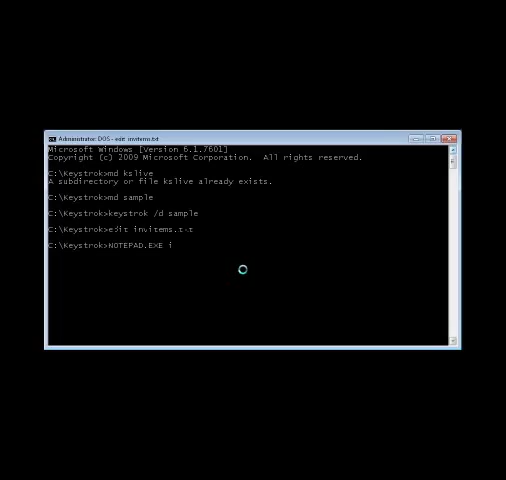 Administrator: DOS - edit invitems.txt
Microsoft Windows [Version 6.1.7601]
Copyright (c) 2009 Microsoft Corporation.  All rights reserved.
C:\Keystrok>md kslive
A subdirectory or file kslive already exists.
C:\Keystrok>md sample
C:\Keystrok>keystrok /d sample
C:\Keystrok>edit invitems.txt
C:\Keystrok>NOTEPAD.EXE i